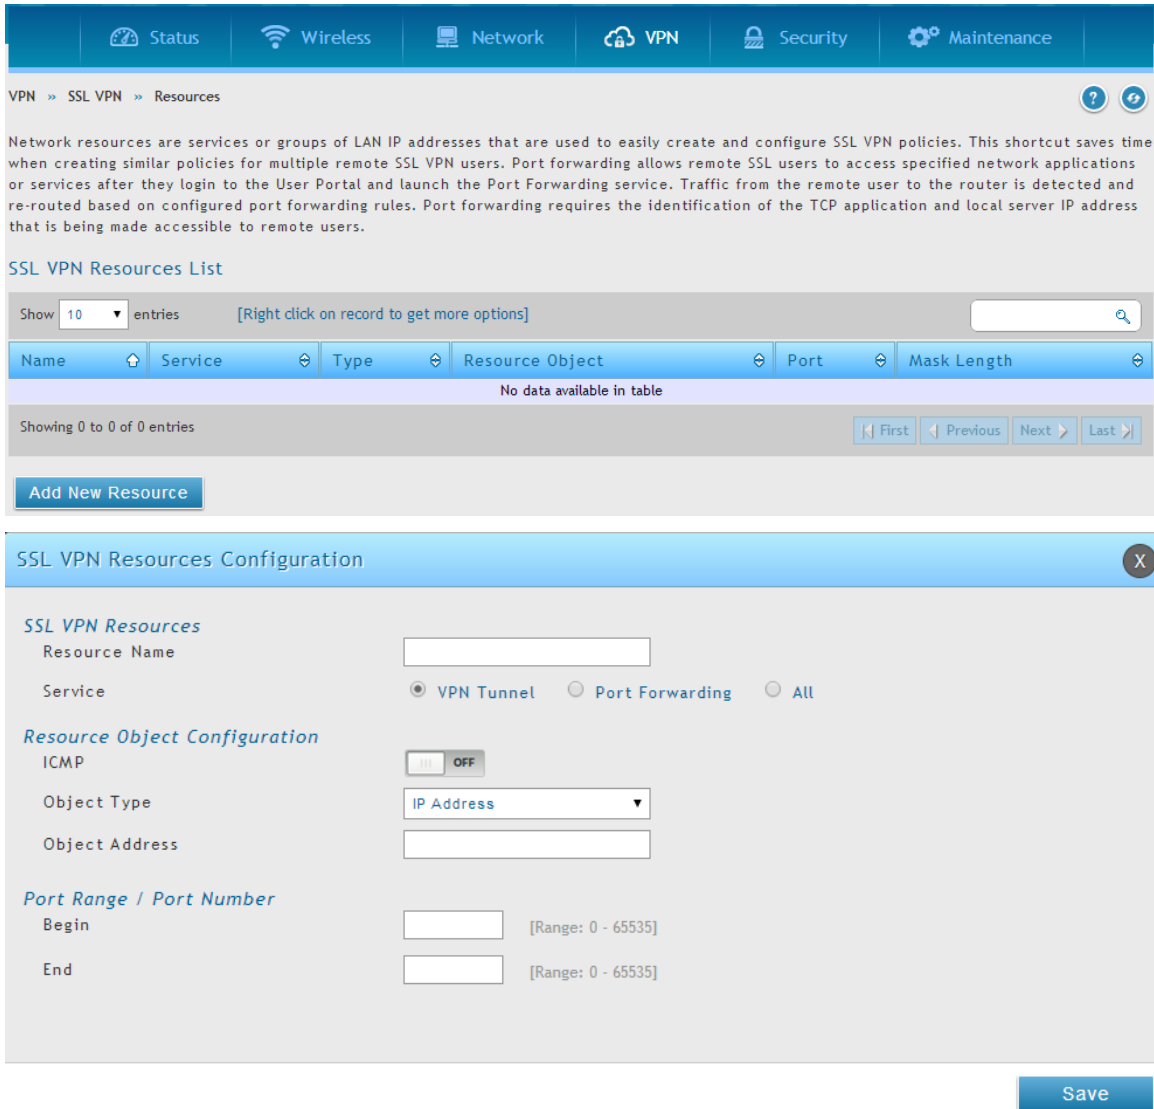 Status Wireless Network VPN Security Maintenance
VPN » SSL VPN » Resources ?
Network resources are services or groups of LAN IP addresses that are used to easily create and configure SSL VPN policies. This shortcut saves time
when creating similar policies for multiple remote SSL VPN users. Port forwarding allows remote SSL users to access specified network applications
or services after they login to the User Portal and launch the Port Forwarding service. Traffic from the remote user to the router is detected and
re-routed based on configured port forwarding rules. Port forwarding requires the identification of the TCP application and local server IP address
that is being made accessible to remote users.
SSL VPN Resources List
Show 10 entries [Right click on record to get more options]
Name Service Type Resource Object Port Mask Length
No data available in table
Showing 0 to 0 of 0 entries First Previous Next Last
Add New Resource
SSL VPN Resources Configuration X
SSL VPN Resources
Resource Name
Service VPN Tunnel Port Forwarding All
Resource Object Configuration
ICMP OFF
Object Type IP Address
Object Address
Port Range / Port Number
Begin [Range: 0 - 65535]
End [Range: 0 - 65535]
Save